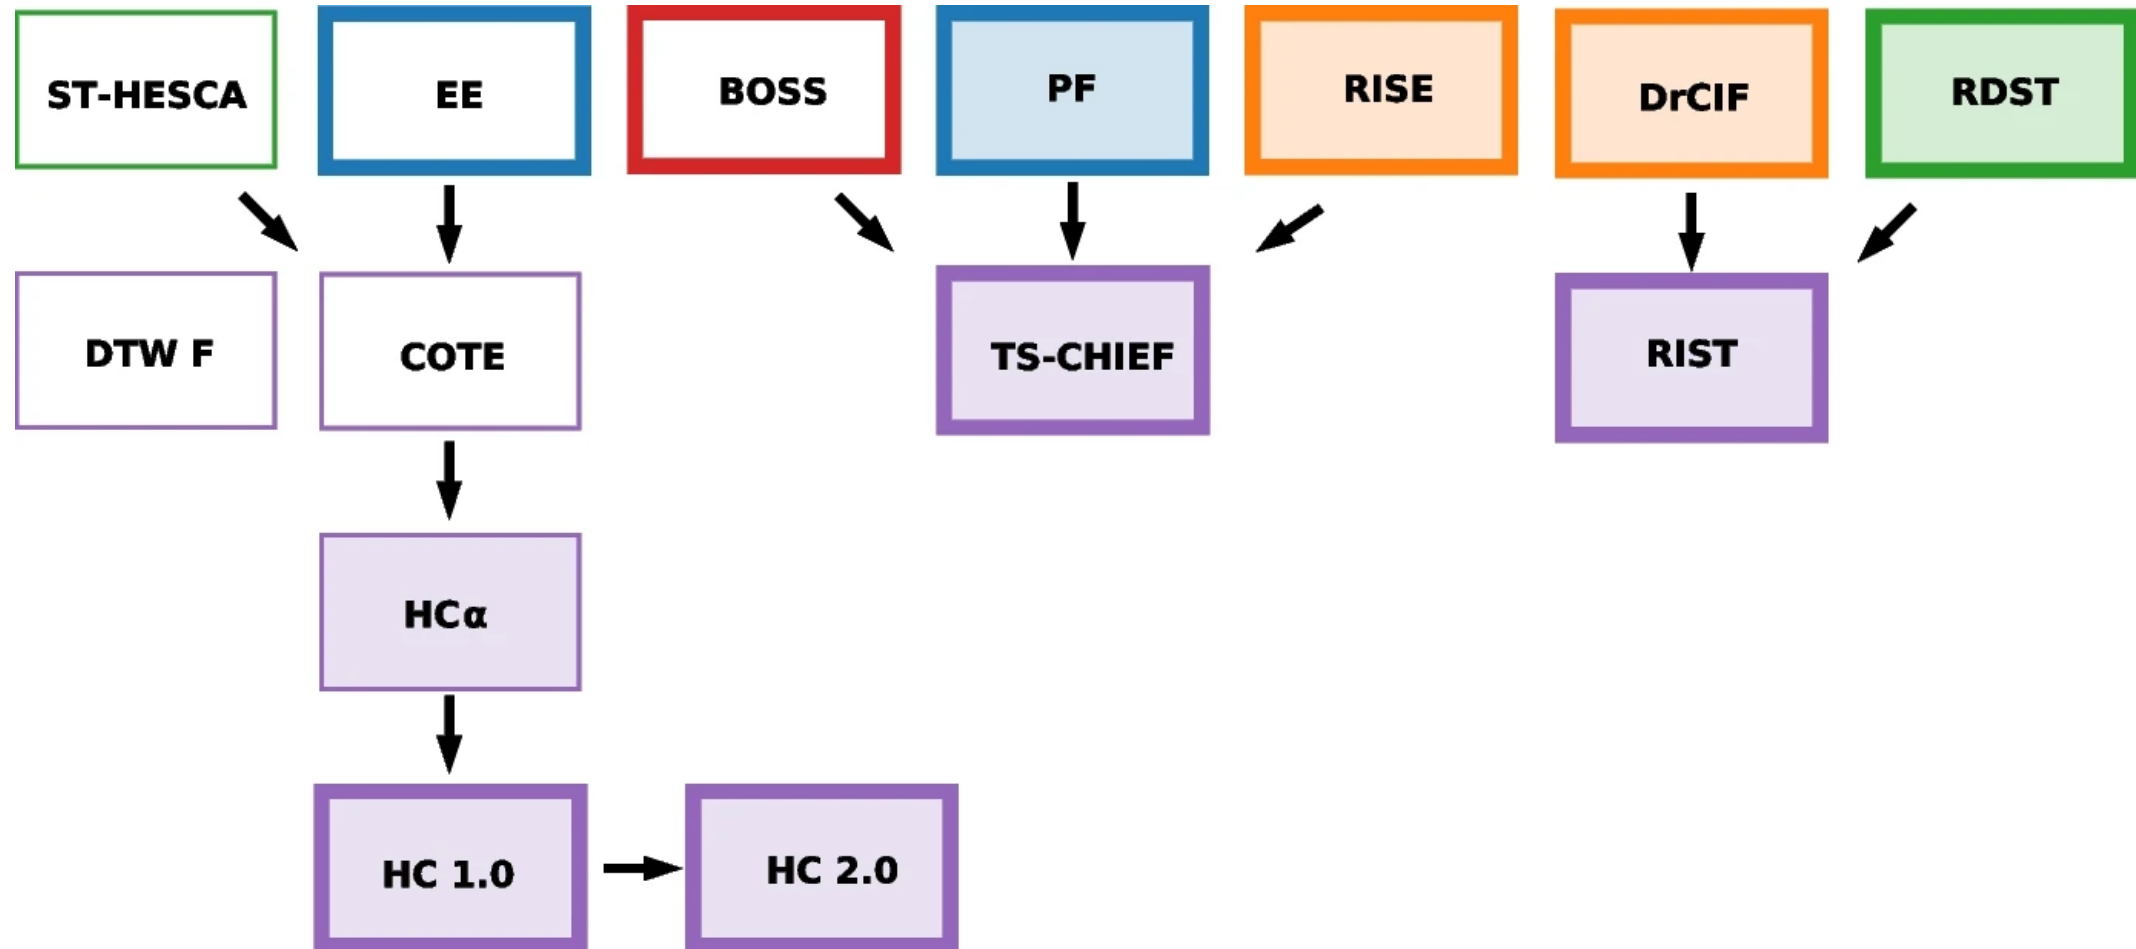 ST-HESCA
EE
BOSS
PF
RISE
DrCIF
RDST
DTW F
COTE
TS-CHIEF
RIST
HCα
HC 1.0
HC 2.0